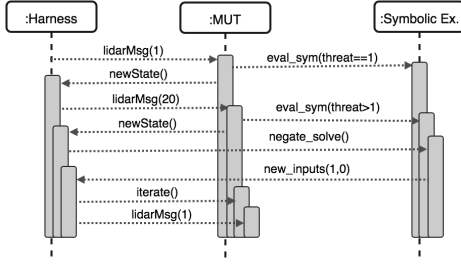 :Harness
:MUT
:Symbolic Ex.
lidarMsg(1)
eval_sym(threat==1)
newState()
lidarMsg(20)
eval_sym(threat>1)
newState()
negate_solve()
new_inputs(1,0)
iterate()
lidarMsg(1)